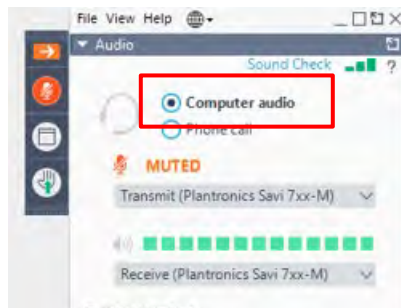 File View Help
Audio
Sound Check ?
Computer audio
Phone call
MUTED
Transmit (Plantronics Savi 7xx-M)
Receive (Plantronics Savi 7xx-M)